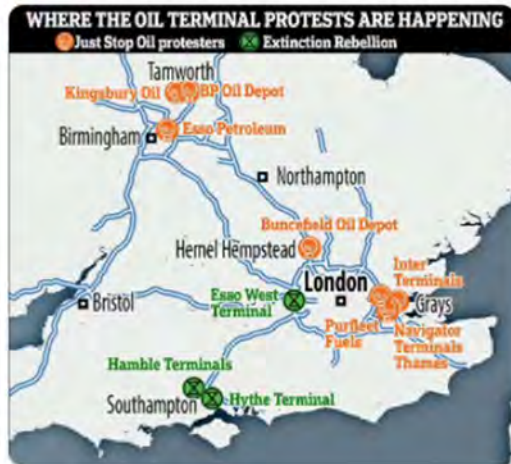 WHERE THE OIL TERMINAL PROTESTS ARE HAPPENING
Just Stop Oil protesters
Extinction Rebellion
Tamworth
Kingsbury Oil
BP Oil Depot
Esso Petroleum
Birmingham
Northampton
Buncefield Oil Depot
Hemel Hempstead
London
Inter
Terminals
Grays
Bristol
Esso West
Terminal
Purfleet
Fuels
Navigator
Terminals
Thames
Hamble Terminals
Southampton
Hythe Terminal